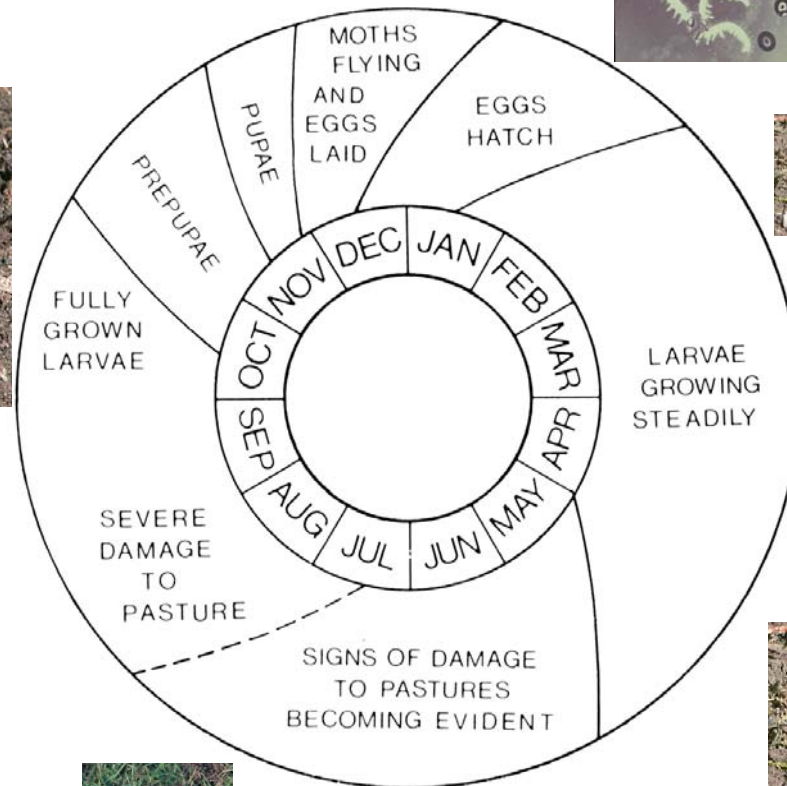 MOTHS
FLYING
AND
EGGS
LAID
EGGS
HATCH
LARVAE
GROWING
STEADILY
SIGNS OF DAMAGE
TO PASTURES
BECOMING EVIDENT
SEVERE
DAMAGE
TO
PASTURE
FULLY
GROWN
LARVAE
PREPUPAE
PUPAE
JAN
FEB
MAR
APR
MAY
JUN
JUL
AUG
SEP
OCT
NOV
DEC